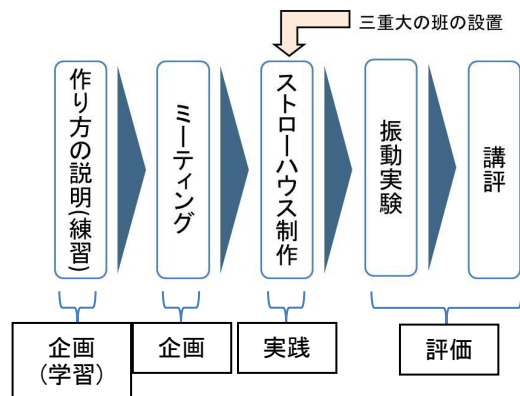 三重大の班の設置
作り方の説明(練習)
ミーティング
ストローハウス制作
振動実験
講評
企画
(学習)
企画
実践
評価